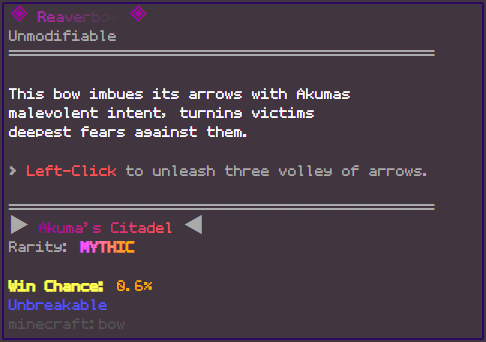 Reaverbow
Unmodifiable
This bow imbues its arrows with Akumas
malevolent intent, turning victims
deepest fears against them.
> Left-Click to unleash three volley of arrows.
Akuma's Citadel
Rarity: MYTHIC
Win Chance: 0.6%
Unbreakable
minecraft:bow